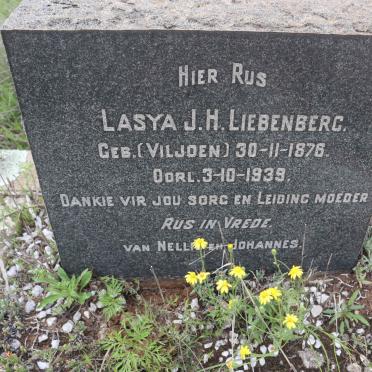 Hier Rus
Lasya J.H. Liebenberg.
Geb.(Viljoen) 30-11-1876.
Oorl. 3-10-1939.
Dankie vir jou sorg en Leiding moeder
Rus in Vrede.
van Nellie en Johannes.